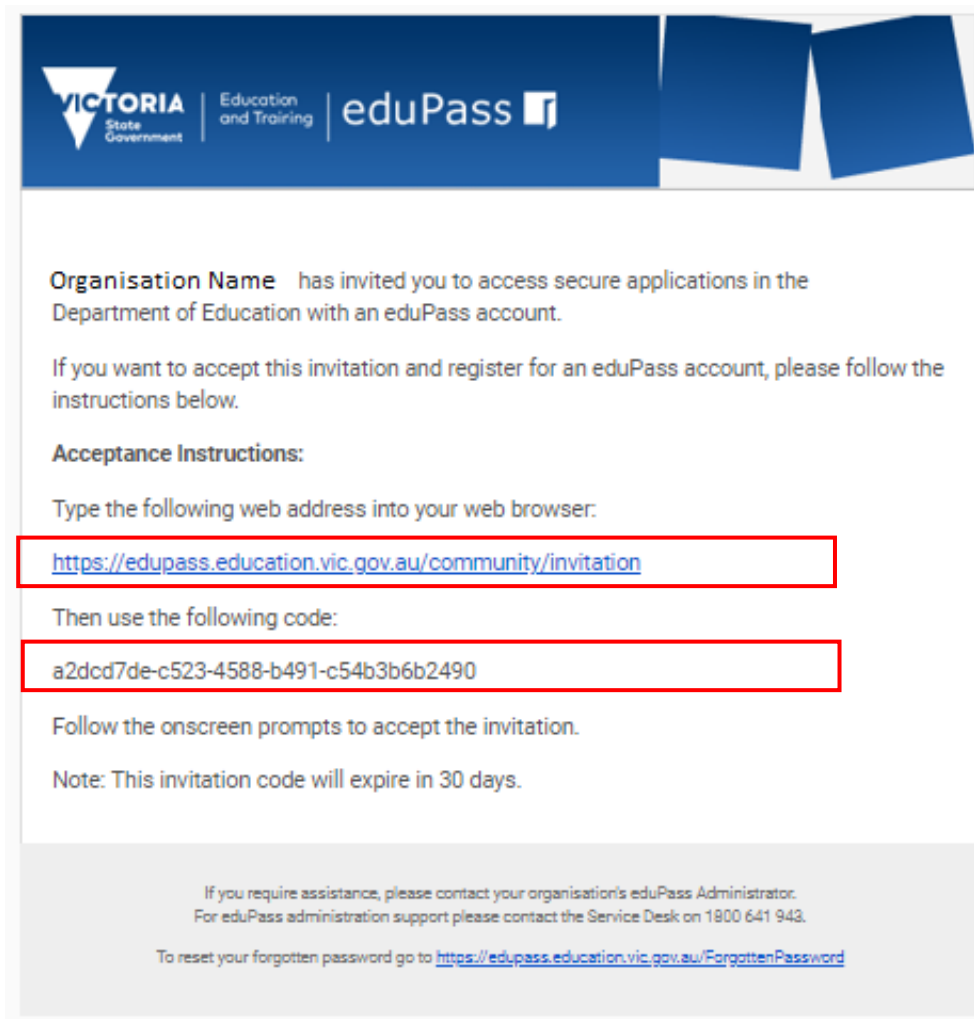 VICTORIA
State
Government
Education
and Training
eduPass
Organisation Name has invited you to access secure applications in the
Department of Education with an eduPass account.
If you want to accept this invitation and register for an eduPass account, please follow the
instructions below.
Acceptance Instructions:
Type the following web address into your web browser:
https://edupass.education.vic.gov.au/community/invitation
Then use the following code:
a2dcd7de-c523-4588-b491-c54b3b6b2490
Follow the onscreen prompts to accept the invitation.
Note: This invitation code will expire in 30 days.
If you require assistance, please contact your organisation's eduPass Administrator.
For eduPass administration support please contact the Service Desk on 1800 641 943.
To reset your forgotten password go to https://edupass.education.vic.gov.au/ForgottenPassword